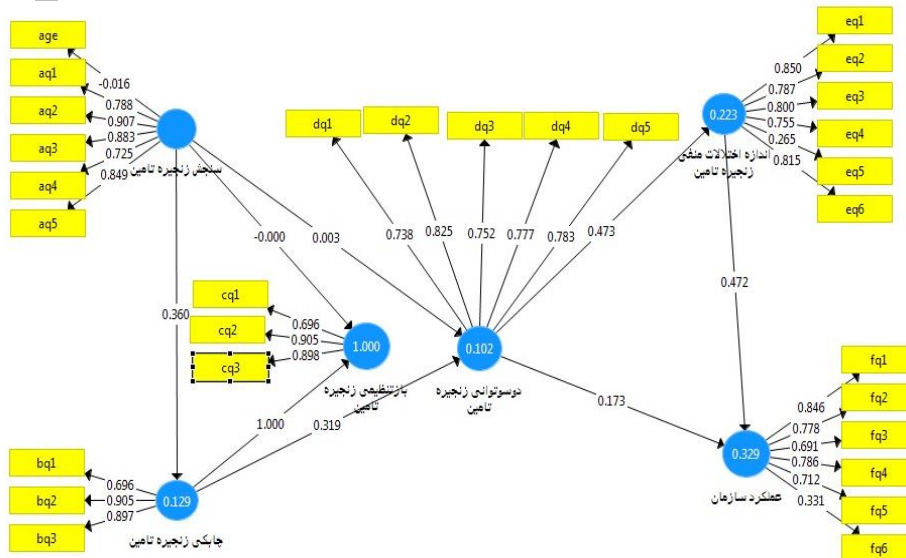 age
aq1
aq2
aq3
aq4
aq5
-0.016
0.788
0.907
0.883
0.725
0.849
سنجش زنجیره تامین
dq1
dq2
dq3
dq4
dq5
0.738
0.825
0.752
0.777
0.783
eq1
eq2
eq3
eq4
eq5
eq6
0.850
0.787
0.800
0.755
0.265
0.815
0.223
اندازه اختلالات منفی
زنجیره تامین
-0.000
0.003
0.473
0.360
0.472
cq1
cq2
cq3
0.696
0.905
0.898
1.000
بازتنظیمی زنجیره
تامین
0.102
دوسوتوانی زنجیره
تامین
1.000
0.319
0.173
bq1
bq2
bq3
0.696
0.905
0.897
0.129
چابکی زنجیره تامین
fq1
fq2
fq3
fq4
fq5
fq6
0.846
0.778
0.691
0.786
0.712
0.331
0.329
عملکرد سازمان